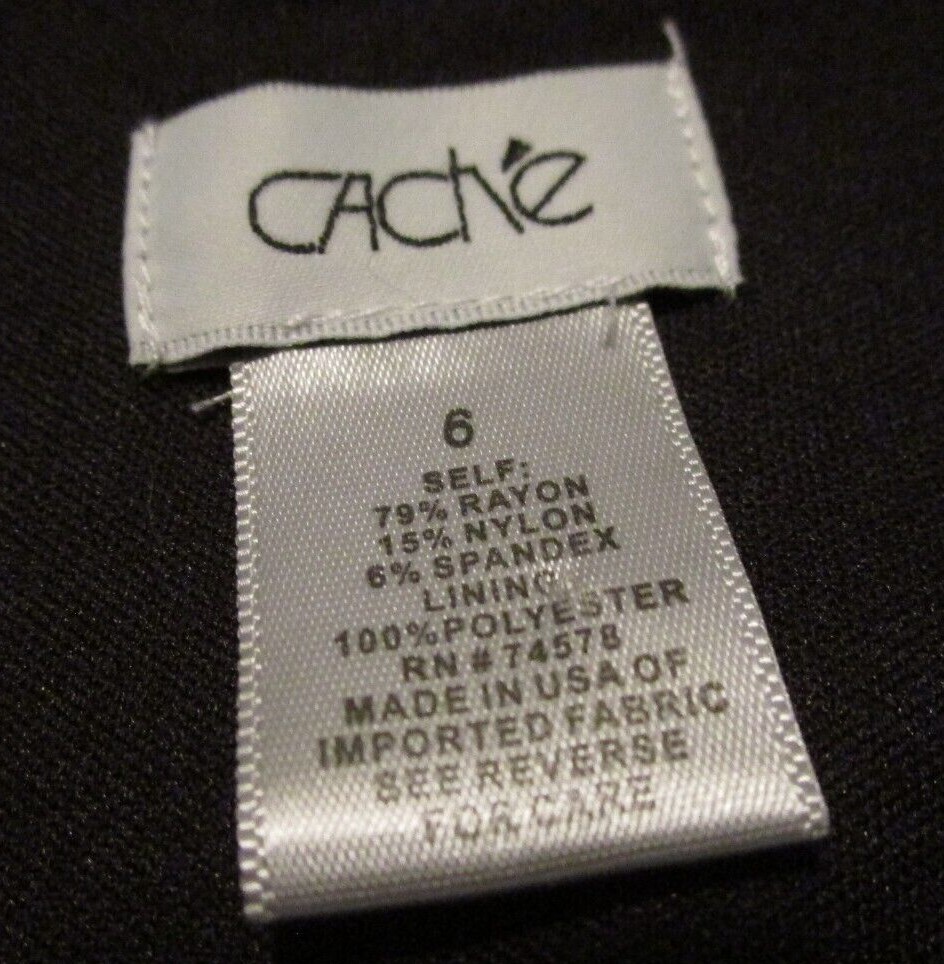 CAChé
6
SELF:
79% RAYON
15% NYLON
6% SPANDEX
LINING
100%POLYESTER
RN # 74578
MADE IN USA OF
IMPORTED FABRIC
SEE REVERSE
FOR CARE